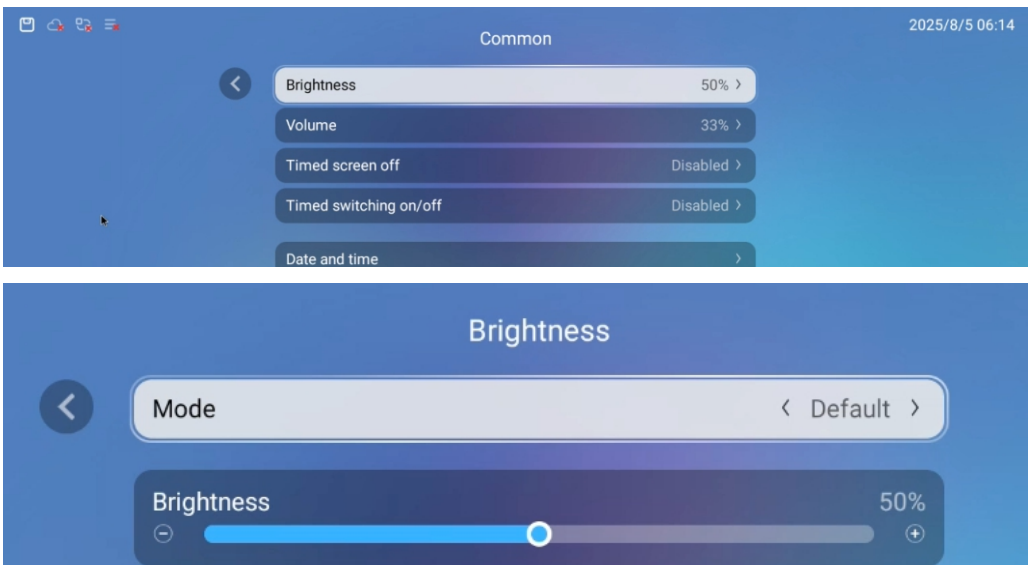 2025/8/5 06:14
Common
Brightness 50%
Volume 33%
Timed screen off Disabled
Timed switching on/off Disabled
Date and time
Brightness
Mode Default
Brightness 50%